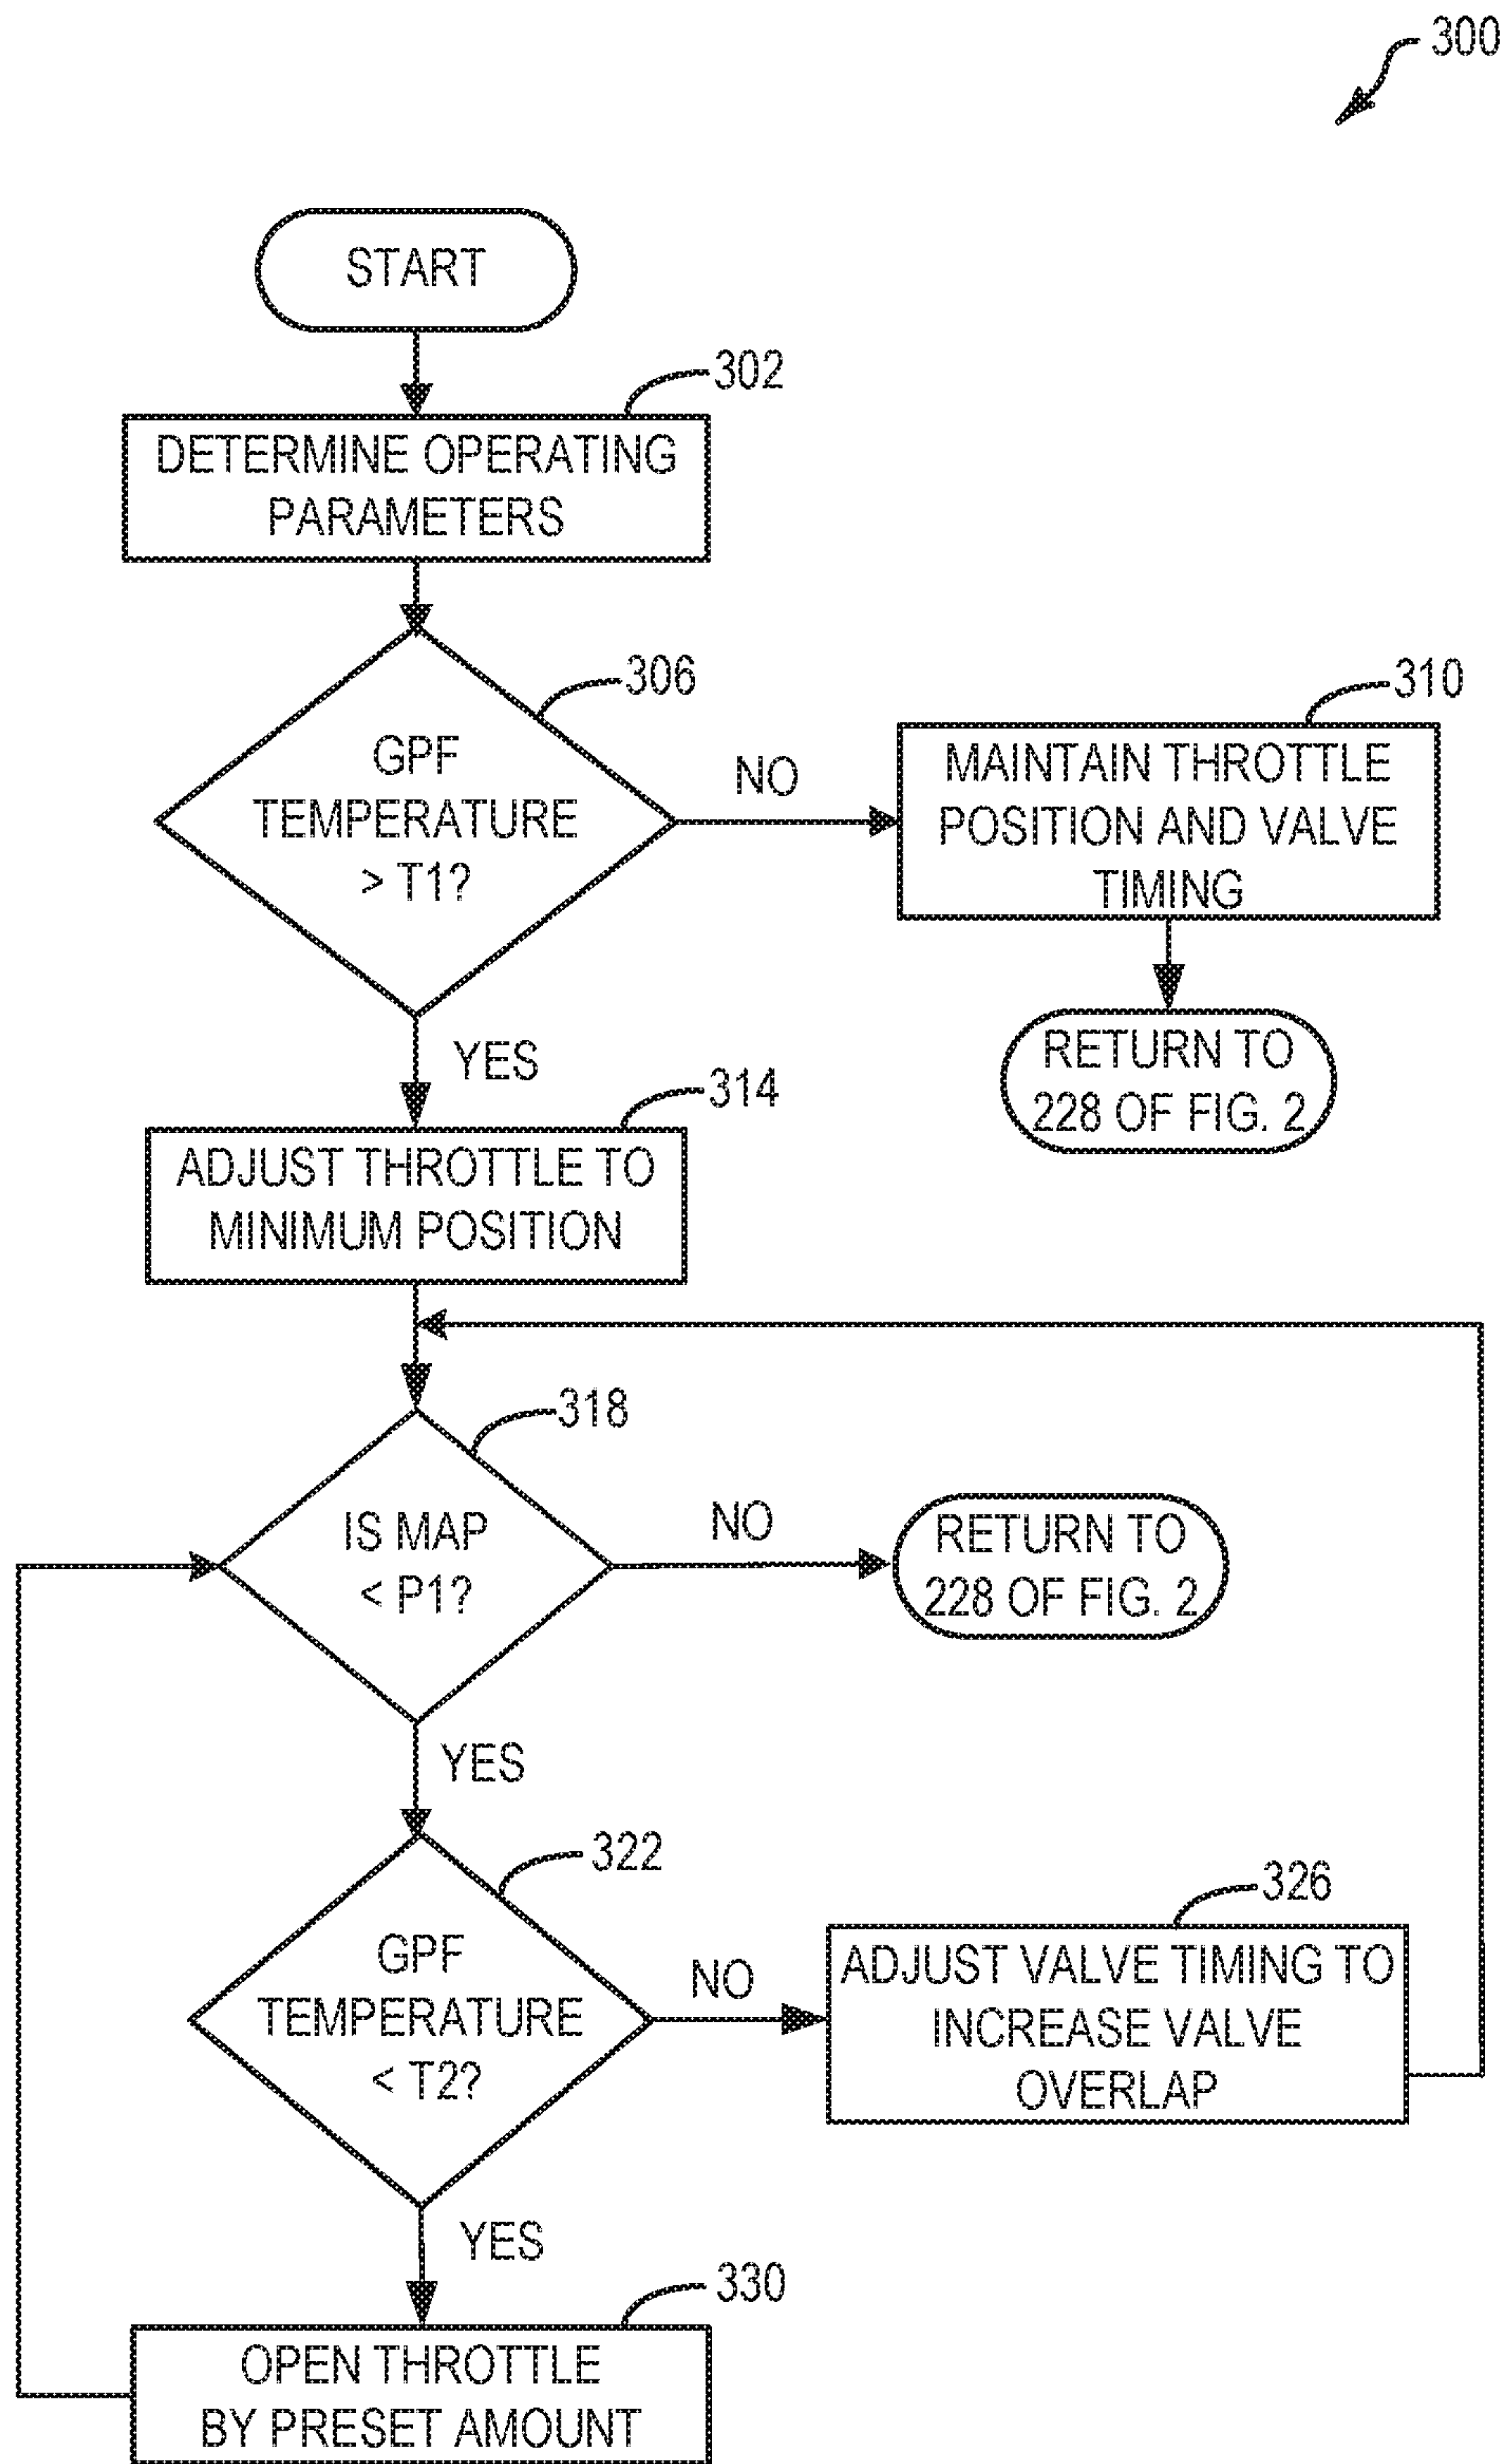 300
START
302
DETERMINE OPERATING
PARAMETERS
306
GPF
TEMPERATURE
> T1?
NO
310
MAINTAIN THROTTLE
POSITION AND VALVE
TIMING
RETURN TO
228 OF FIG. 2
YES
314
ADJUST THROTTLE TO
MINIMUM POSITION
318
IS MAP
< P1?
NO
RETURN TO
228 OF FIG. 2
YES
322
GPF
TEMPERATURE
< T2?
NO
326
ADJUST VALVE TIMING TO
INCREASE VALVE
OVERLAP
YES
330
OPEN THROTTLE
BY PRESET AMOUNT